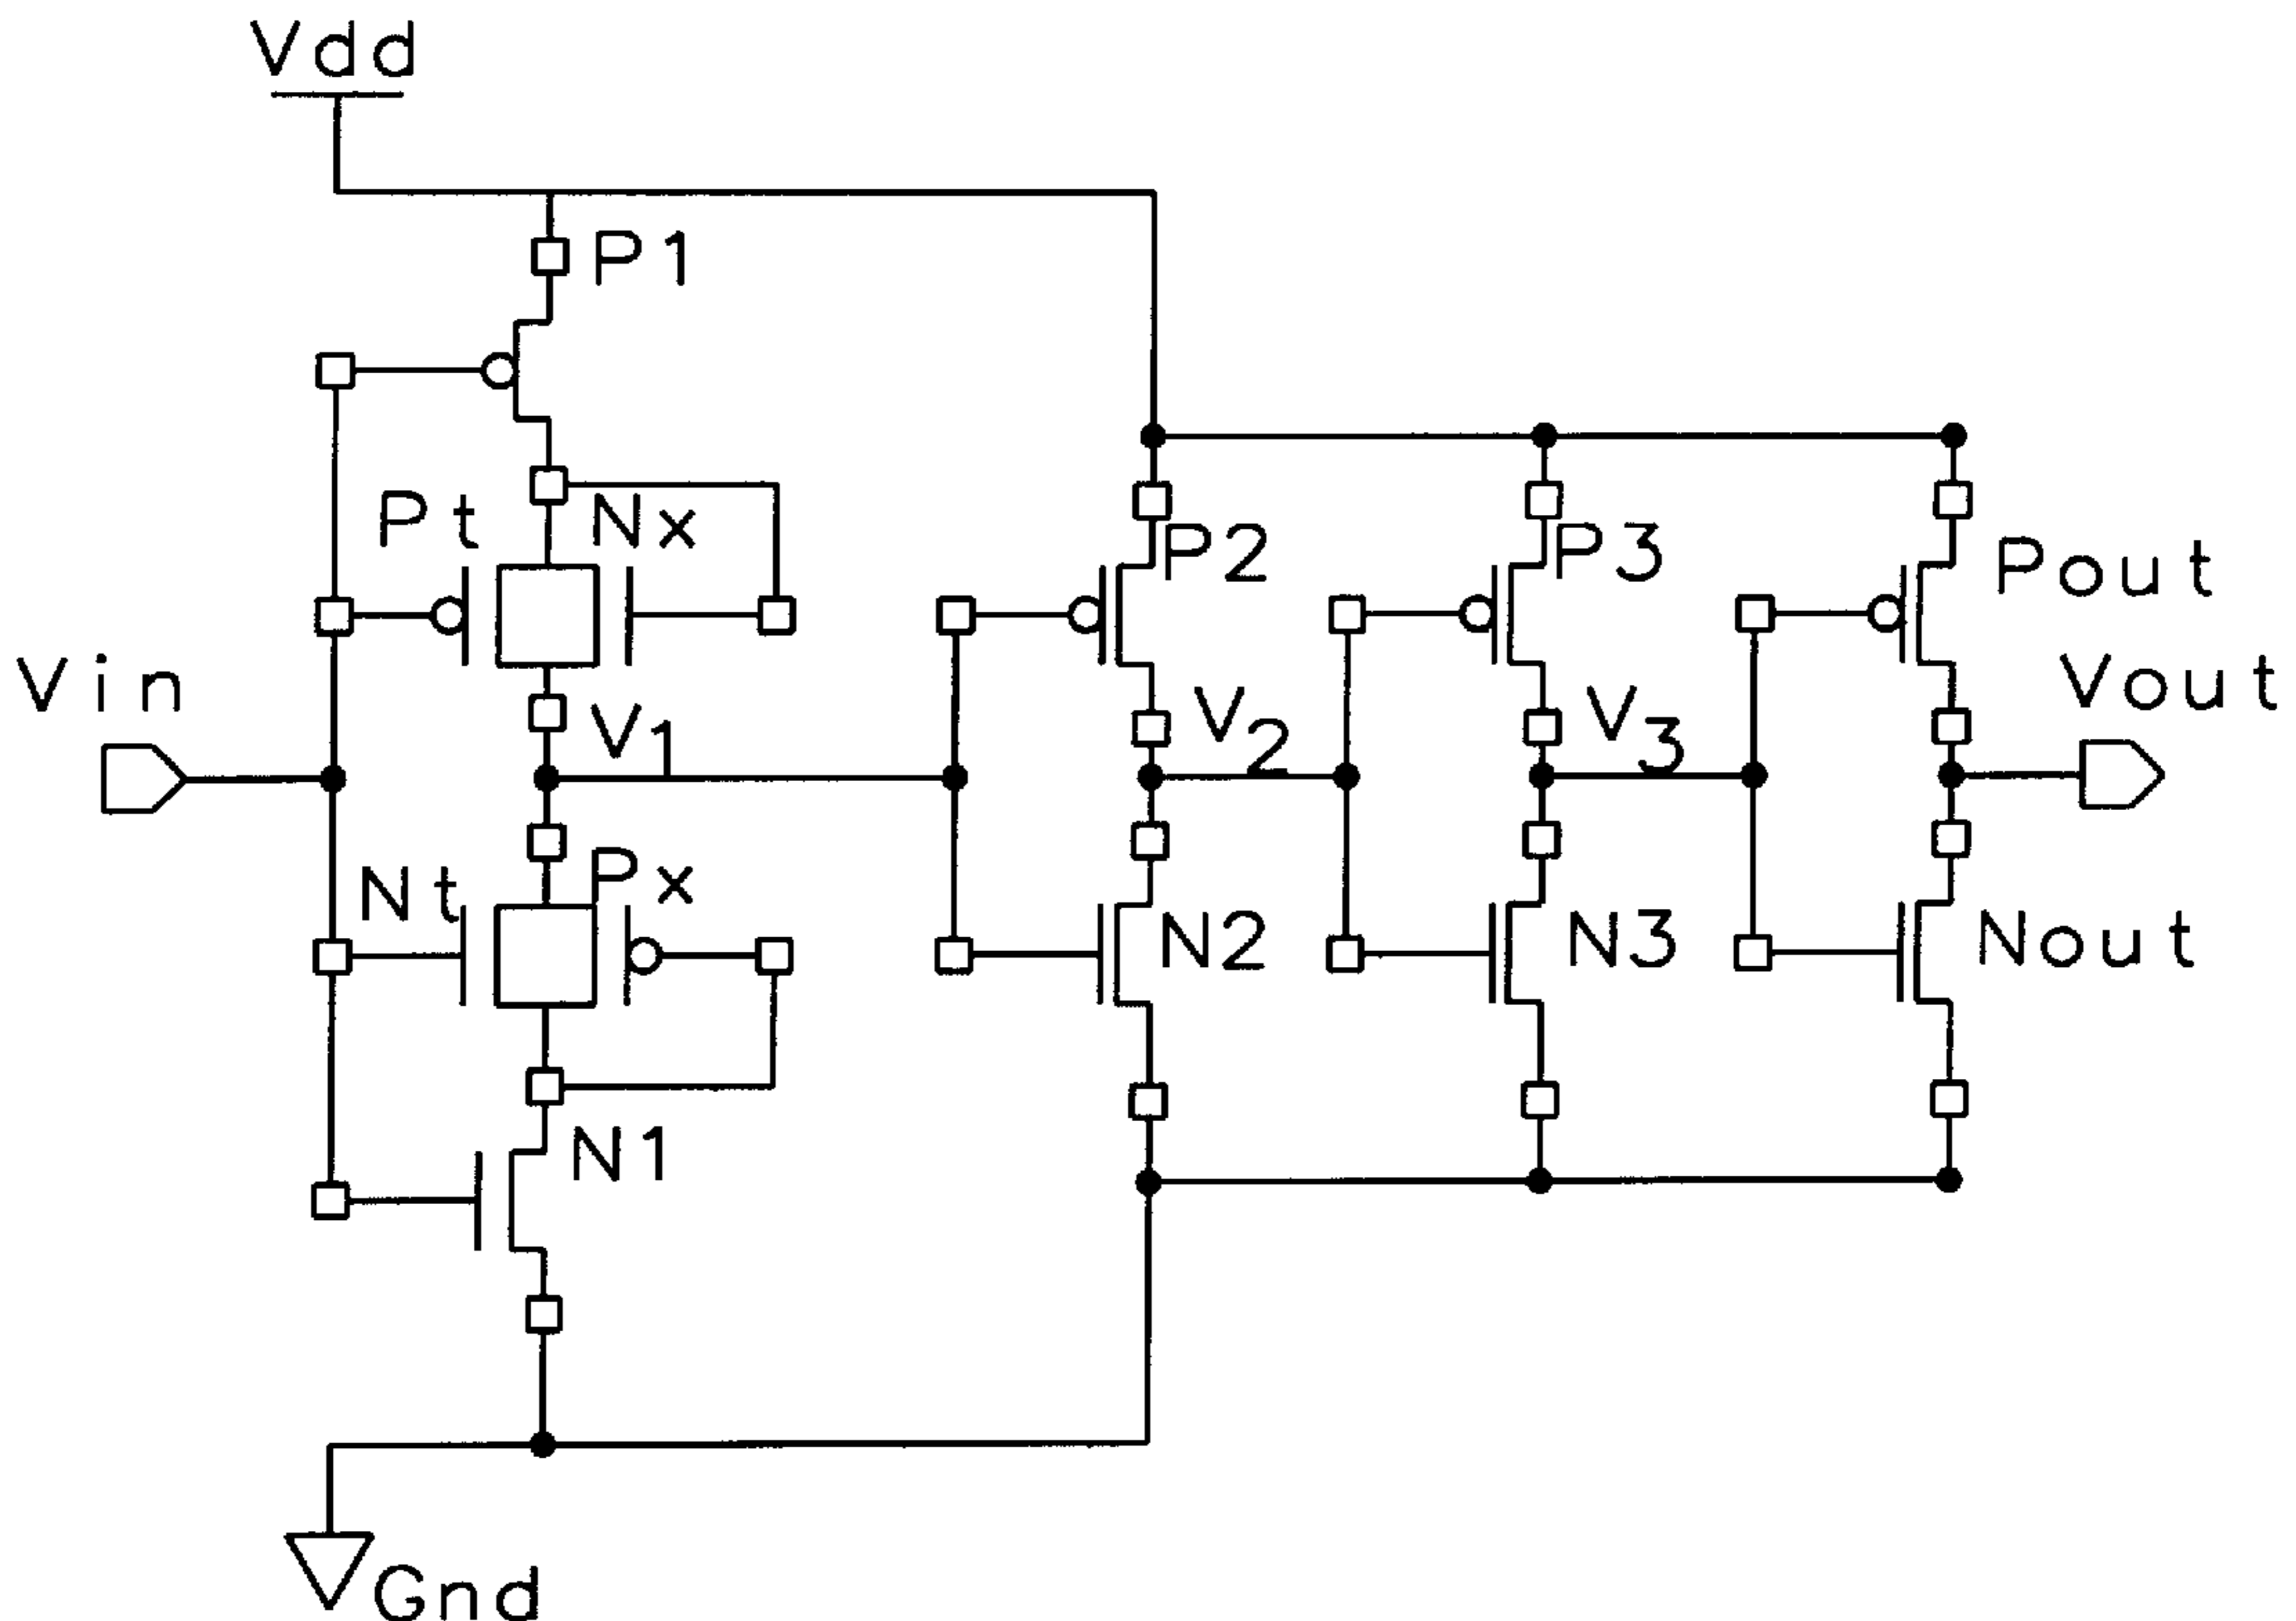 Vdd
P1
Pt
Nx
P2
P3
Pout
Vin
V1
V2
V3
Vout
Nt
Px
N2
N3
Nout
N1
Gnd